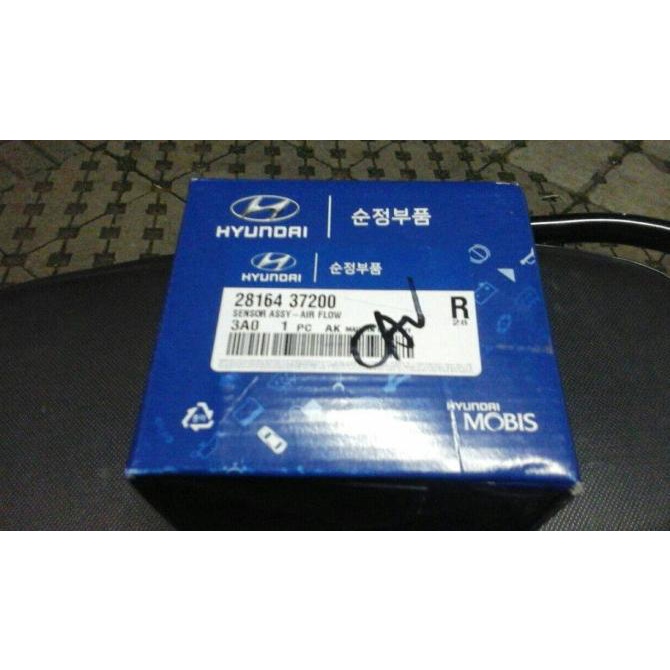 HYUNDAI 순정부품
HYUNDAI 순정부품
28164 37200
SENSOR ASSY-AIR FLOW
3A0 1 PC AK
R
28
HYUNDAI
MOBIS